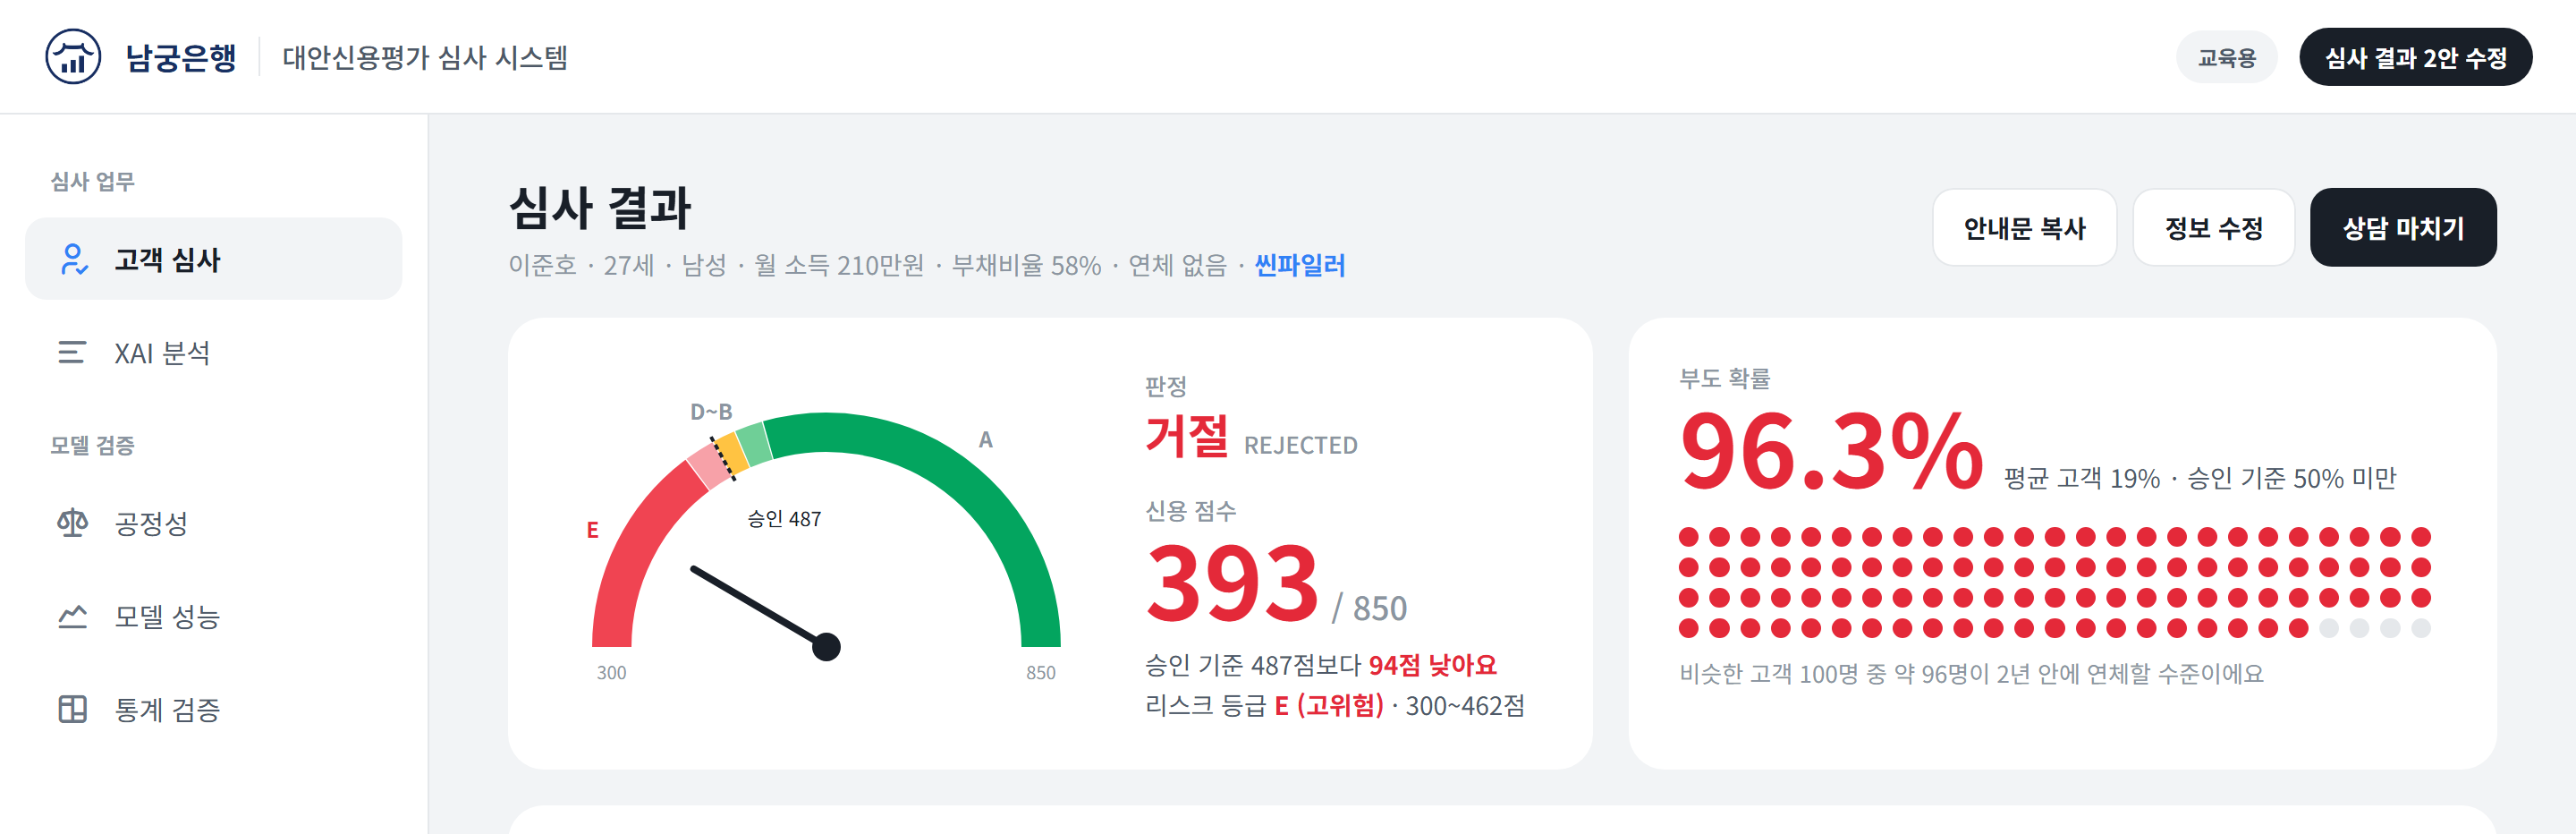 남궁은행
대안신용평가 심사 시스템
교육용
심사 결과 2안 수정
심사 업무
고객 심사
XAI 분석
모델 검증
공정성
모델 성능
통계 검증
심사 결과
이준호 · 27세 · 남성 · 월 소득 210만원 · 부채비율 58% · 연체 없음 · 씬파일러
안내문 복사
정보 수정
상담 마치기
D~B
A
E
승인 487
300
850
판정
거절 REJECTED
신용 점수
393 / 850
승인 기준 487점보다 94점 낮아요
리스크 등급 E (고위험) · 300~462점
부도 확률
96.3% 평균 고객 19% · 승인 기준 50% 미만
비슷한 고객 100명 중 약 96명이 2년 안에 연체할 수준이에요